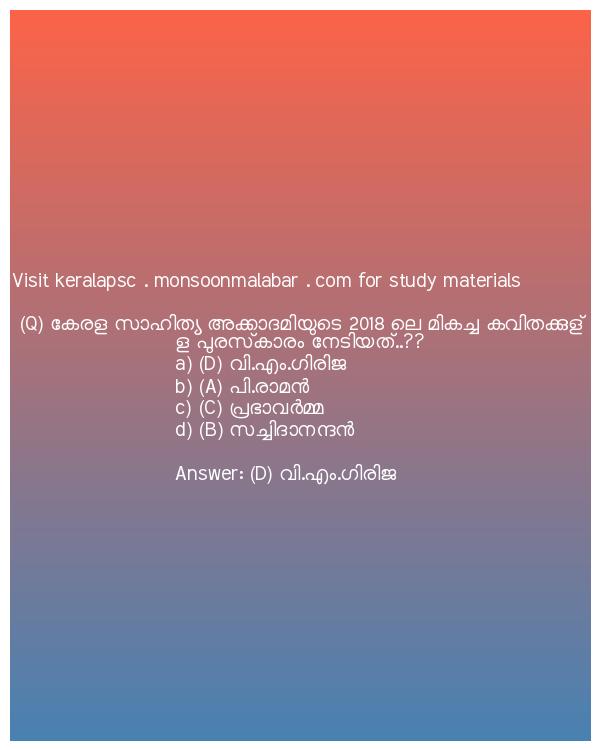 Visit keralapsc . monsoonmalabar . com for study materials
(Q) കേരള സാഹിത്യ അക്കാദമിയുടെ 2018 ലെ മികച്ച കവിതക്കുള്
ള പുരസ്കാരം നേടിയത്..??
a) (D) വി.എം.ഗിരിജ
b) (A) പി.രാമൻ
c) (C) പ്രഭാവർമ്മ
d) (B) സച്ചിദാനന്ദൻ
Answer: (D) വി.എം.ഗിരിജ